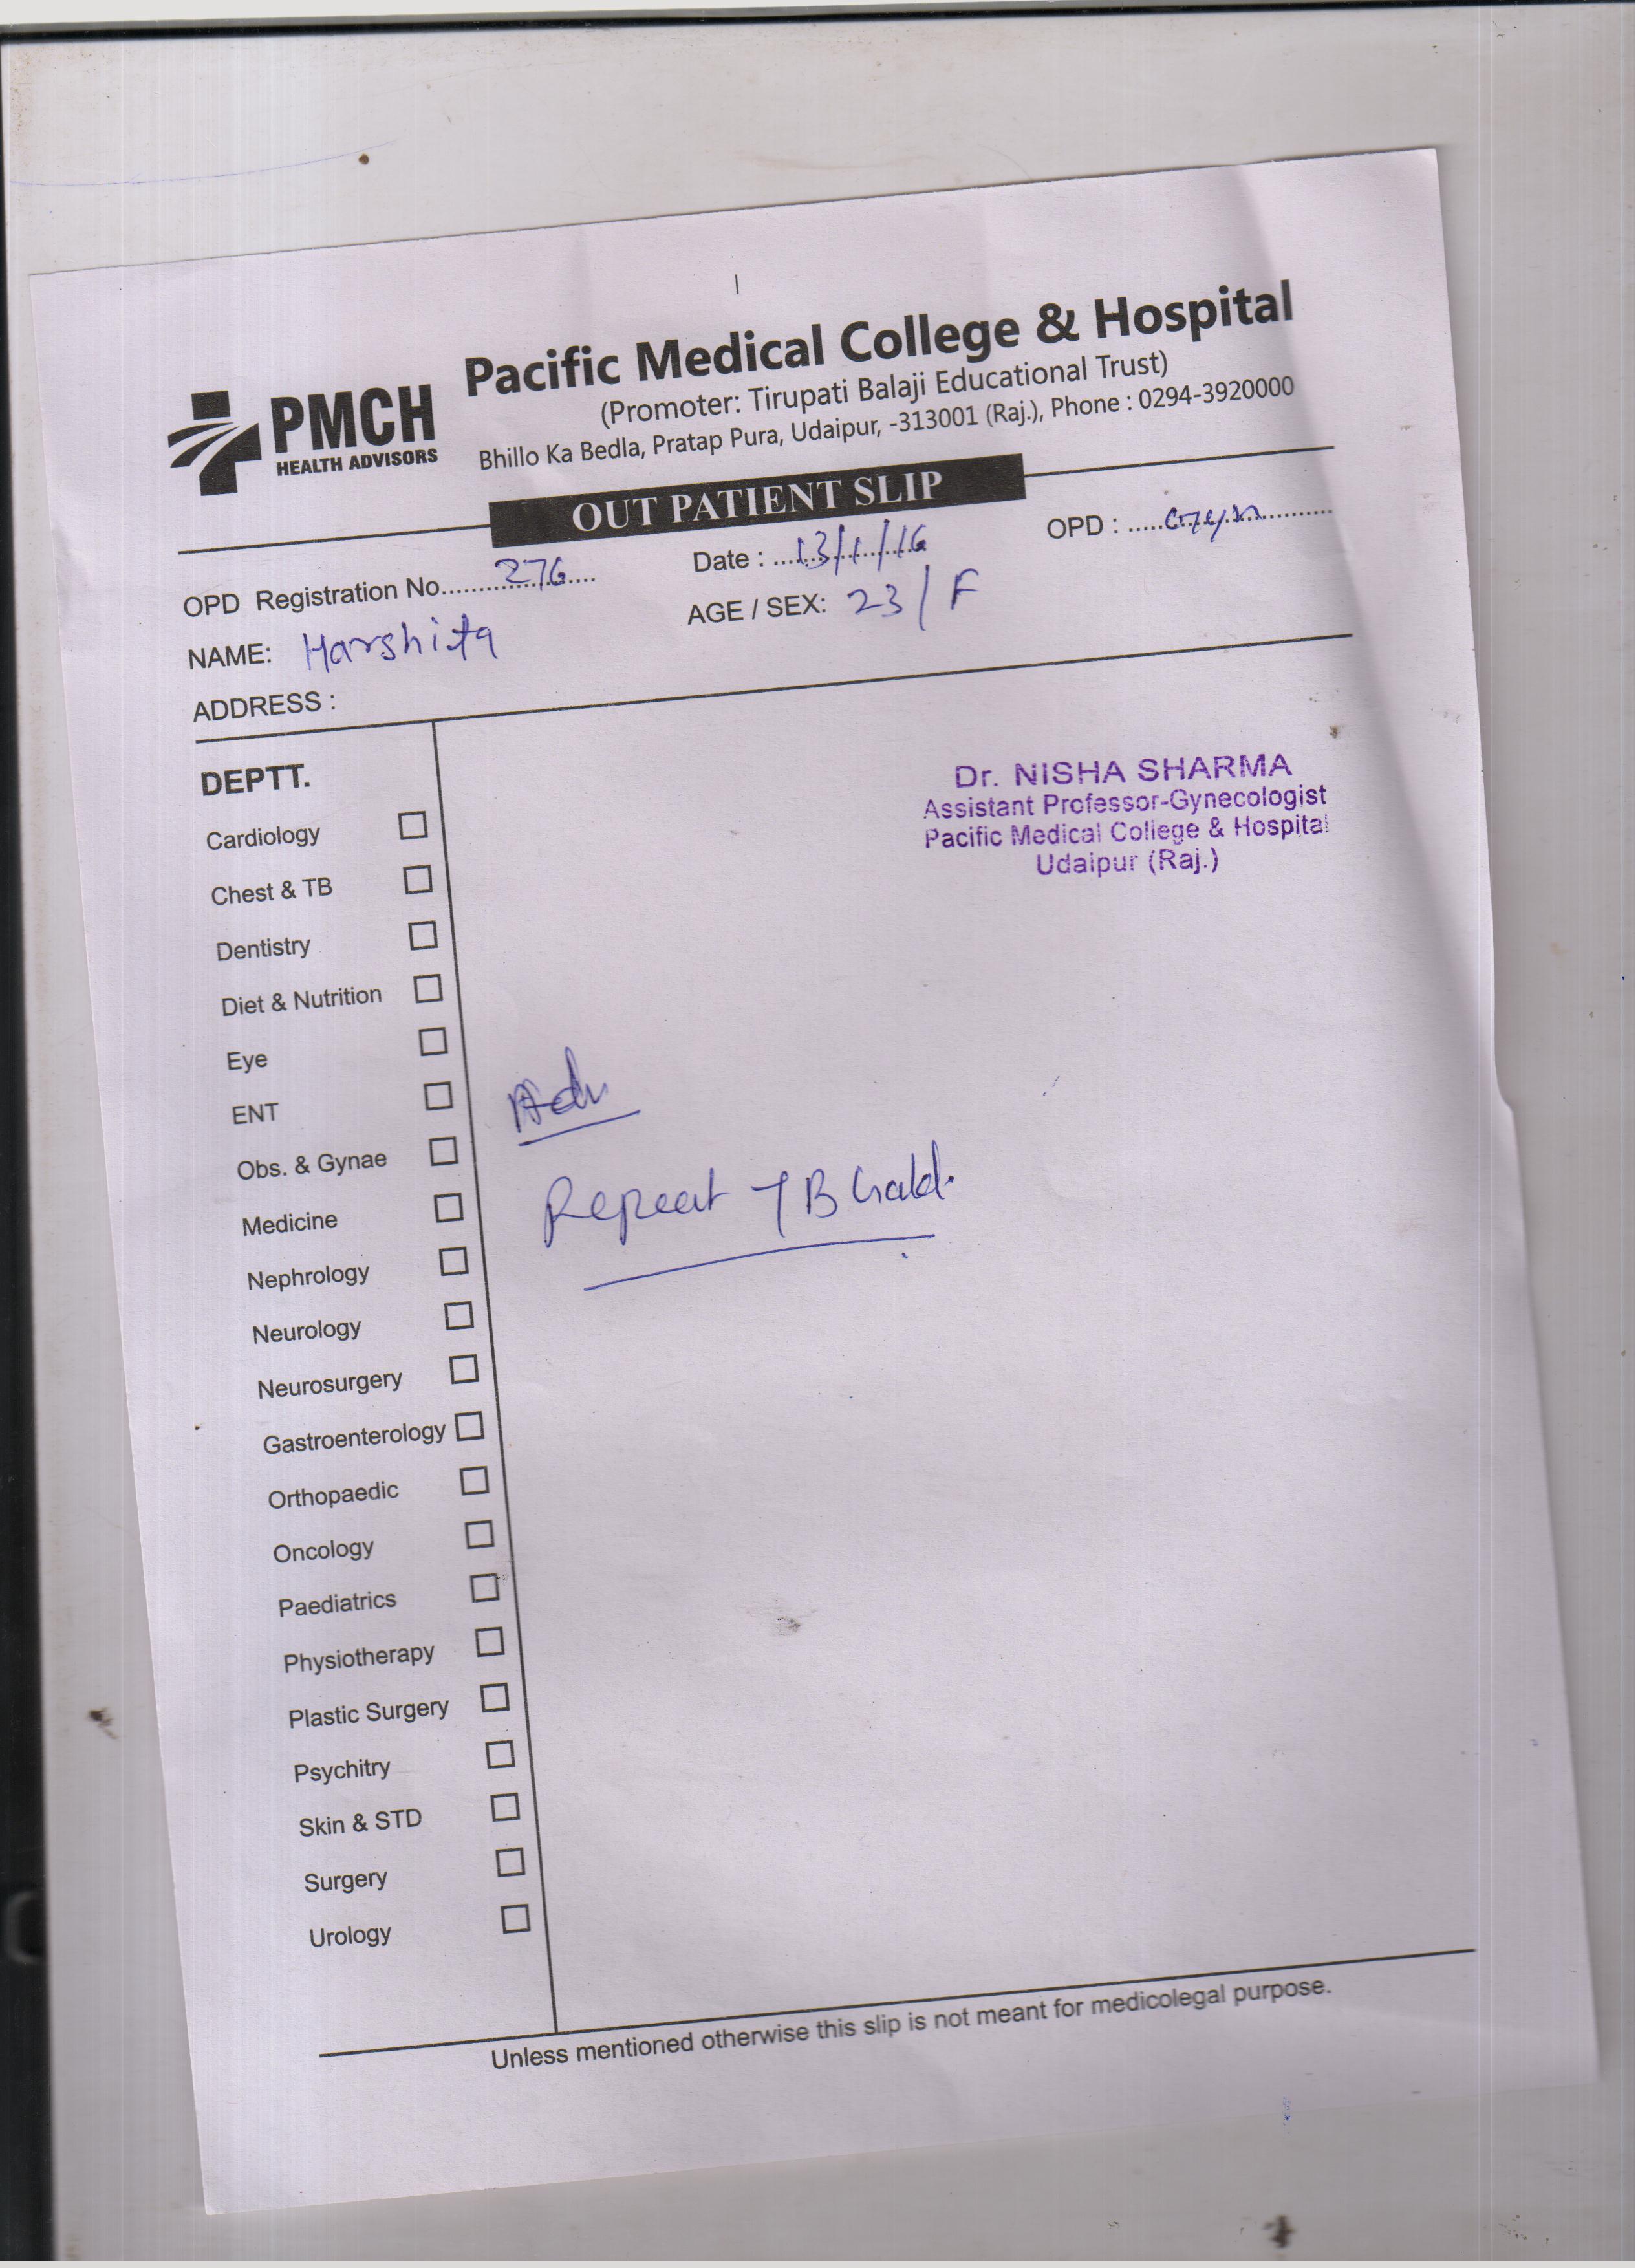 PMCH
HEALTH ADVISORS
Pacific Medical College & Hospital
(Promoter: Tirupati Balaji Educational Trust)
Bhillo Ka Bedla, Pratap Pura, Udaipur, -313001 (Raj.), Phone : 0294-3920000
OUT PATIENT SLIP
OPD Registration No. 276 Date : 13/1/16 OPD : Gyn
NAME: Harshita AGE / SEX: 23/F
ADDRESS :
Dr. NISHA SHARMA
Assistant Professor-Gynecologist
Pacific Medical College & Hospital
Udaipur (Raj.)
DEPTT.
Cardiology
Chest & TB
Dentistry
Diet & Nutrition
Eye
ENT
Obs. & Gynae
Medicine
Nephrology
Neurology
Neurosurgery
Gastroenterology
Orthopaedic
Oncology
Paediatrics
Physiotherapy
Plastic Surgery
Psychitry
Skin & STD
Surgery
Urology
Adv
Repeat TB Gold.
Unless mentioned otherwise this slip is not meant for medicolegal purpose.